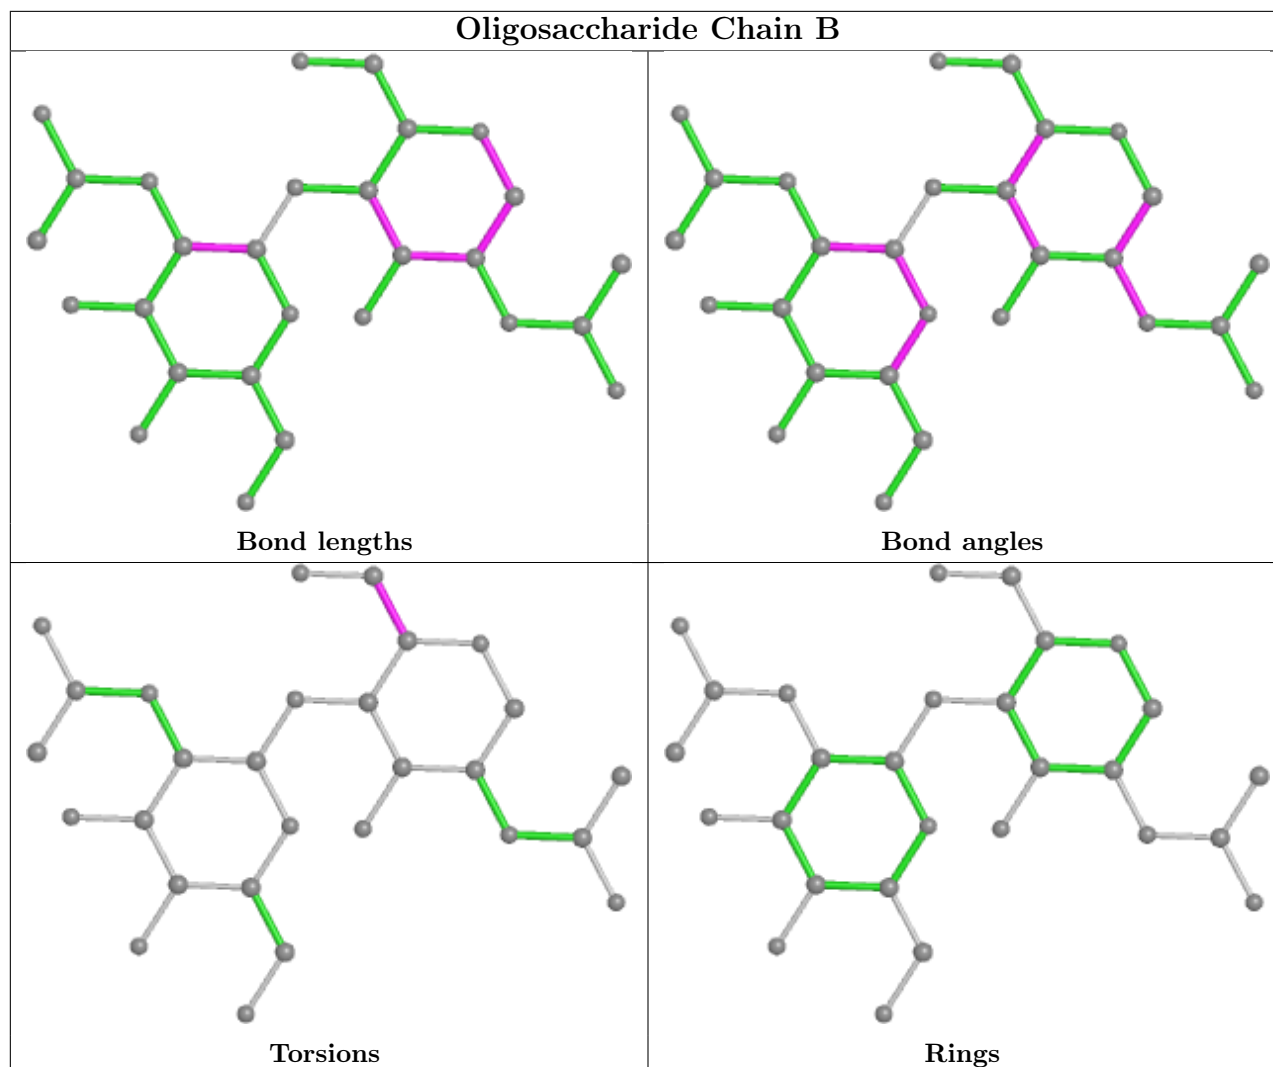 Oligosaccharide Chain B
Bond lengths
Bond angles
Torsions
Rings